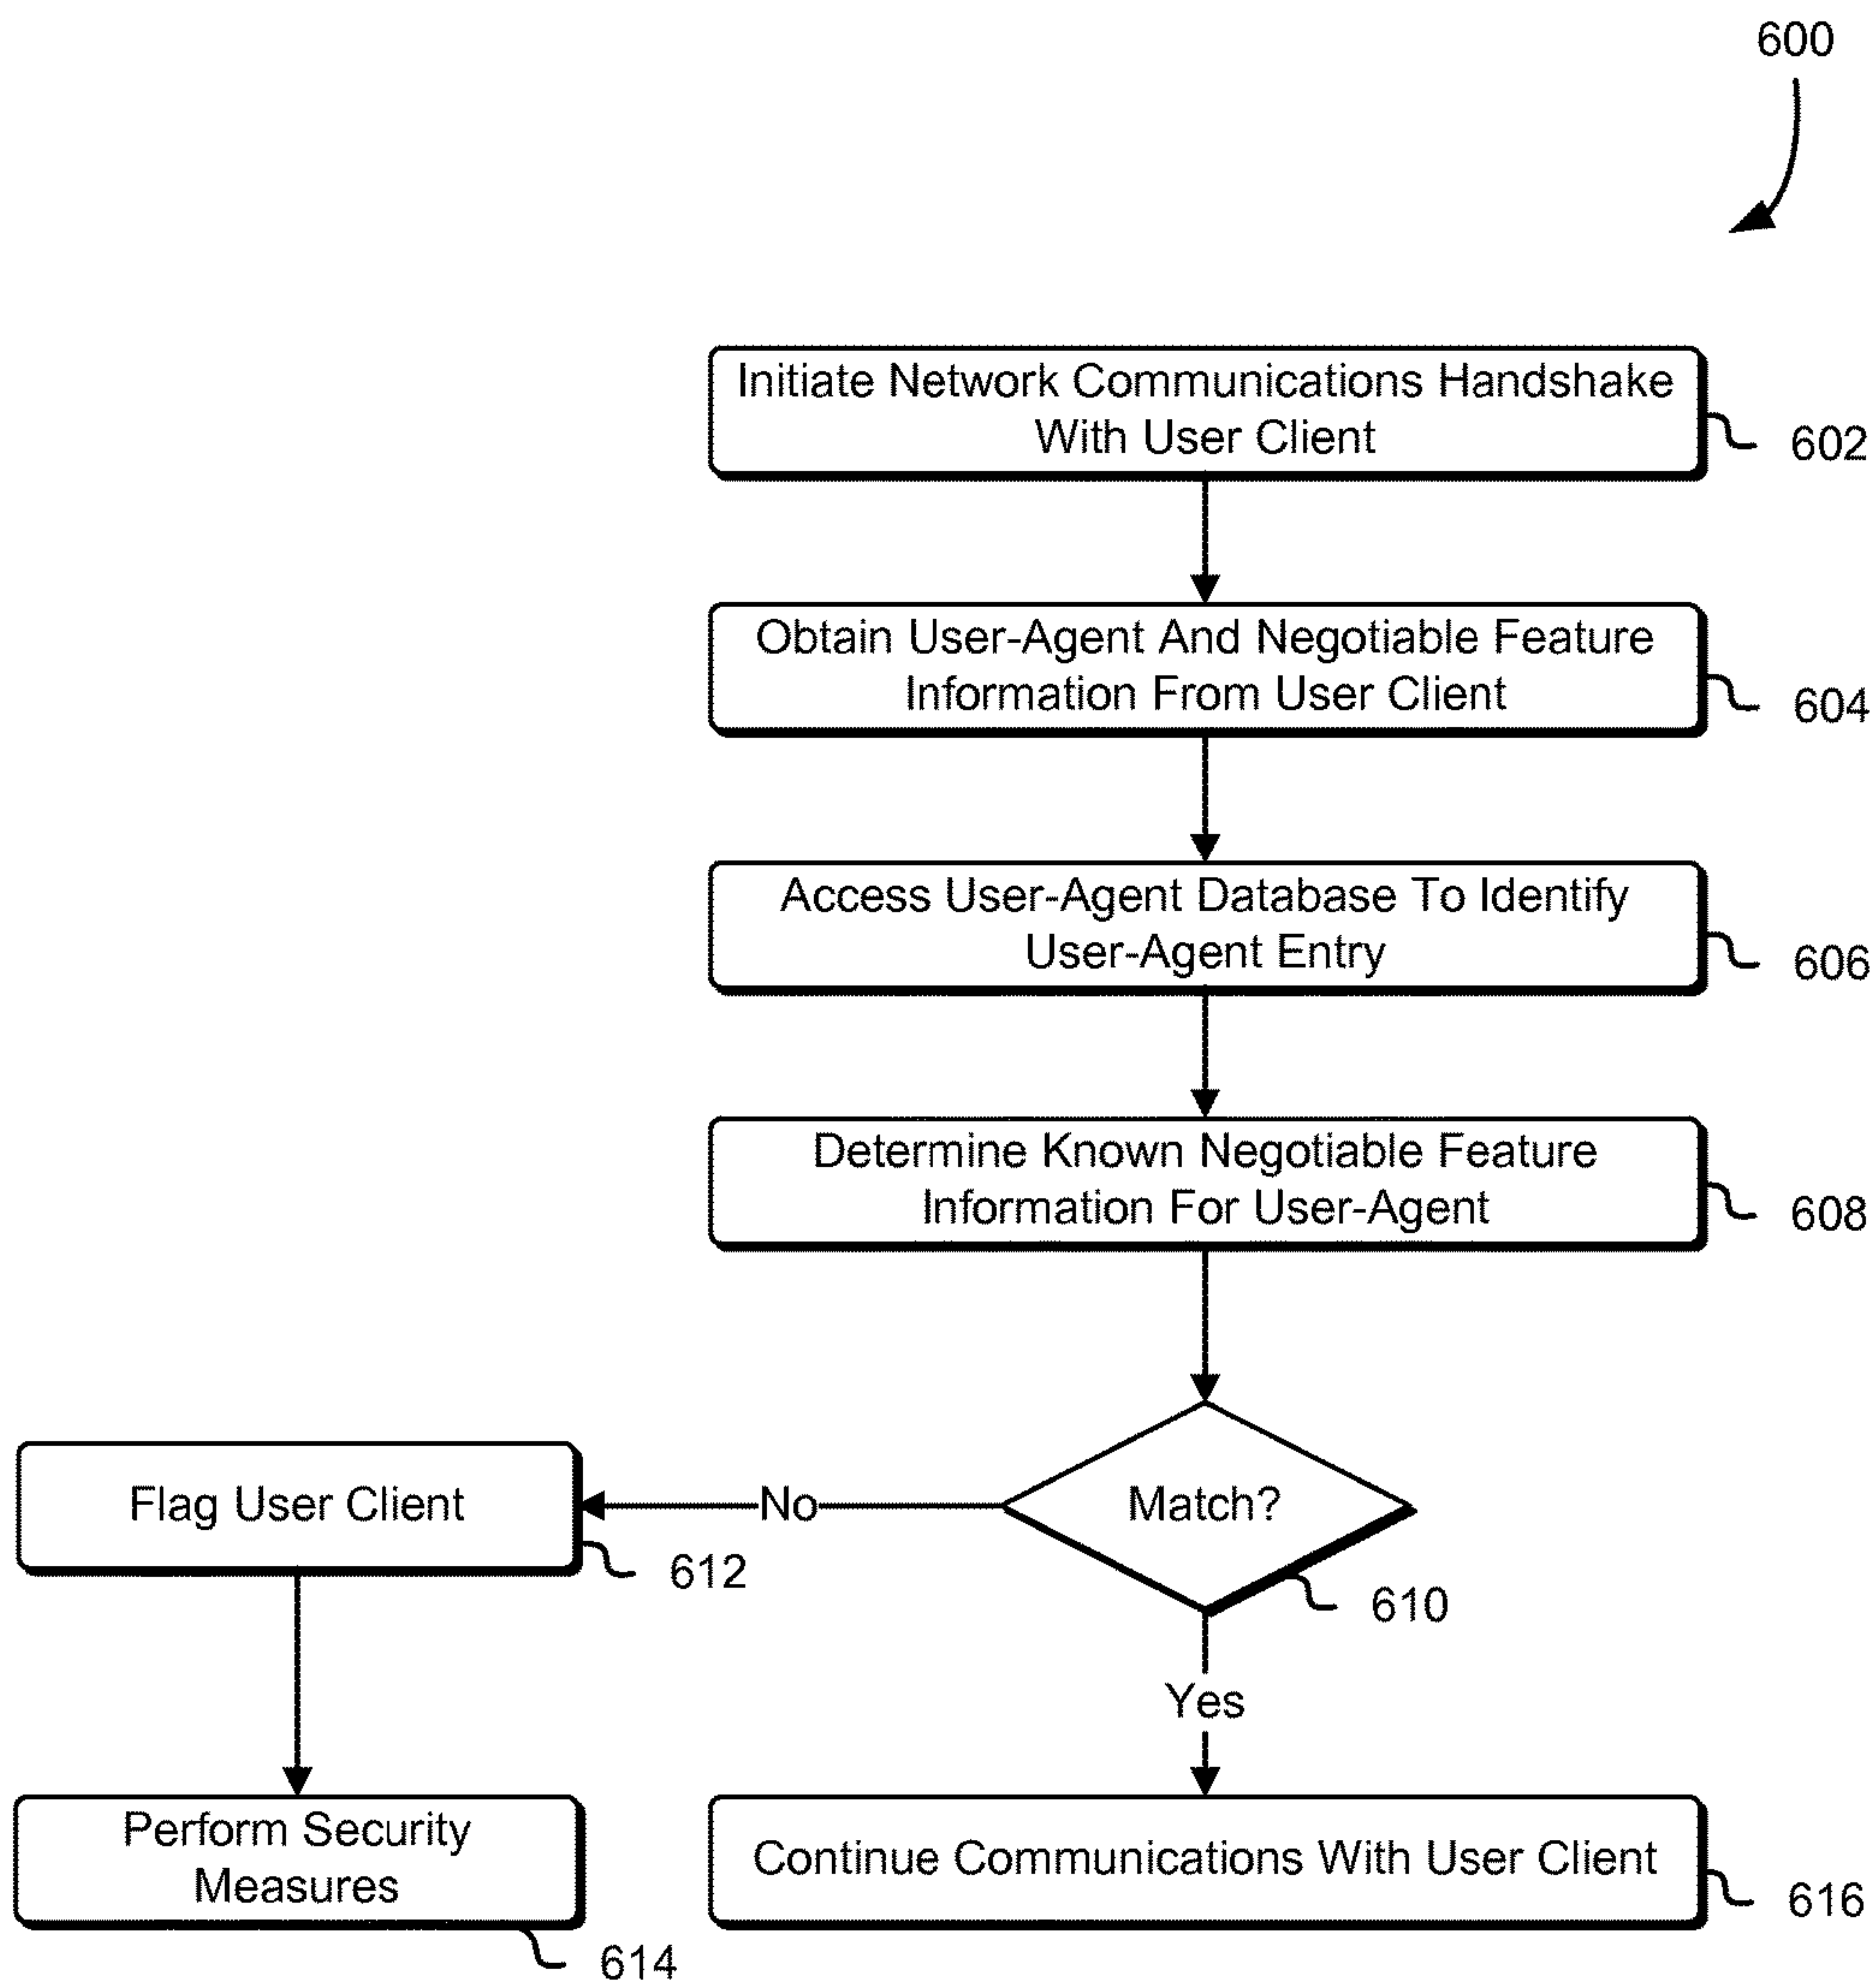 600
Initiate Network Communications Handshake
With User Client
602
Obtain User-Agent And Negotiable Feature
Information From User Client
604
Access User-Agent Database To Identify
User-Agent Entry
606
Determine Known Negotiable Feature
Information For User-Agent
608
Match?
610
No
Flag User Client
612
Yes
Perform Security
Measures
614
Continue Communications With User Client
616